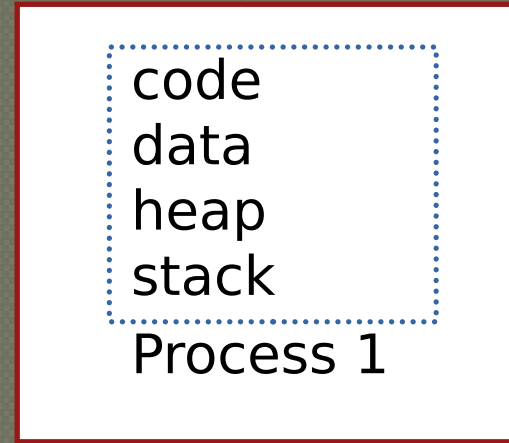 code
data
heap
stack
Process 1